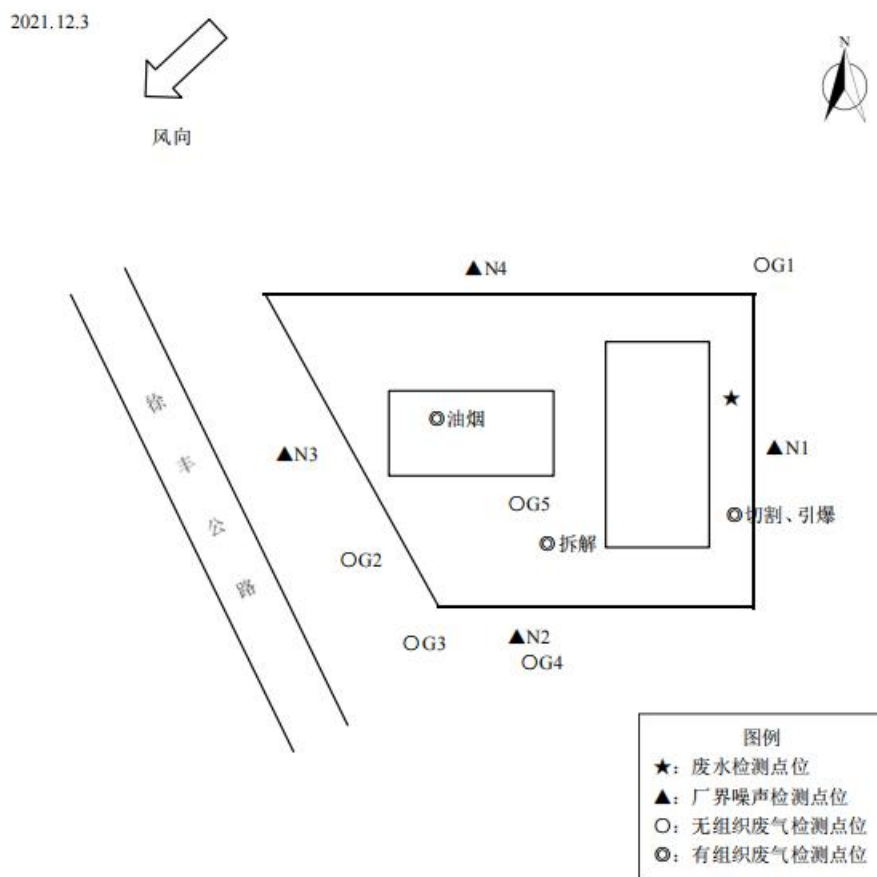 2021.12.3
N
风向
▲N4
○G1
徐丰公路
◎油烟
★
▲N3
▲N1
○G5
◎切割、引爆
◎拆解
○G2
▲N2
○G3
○G4
图例
★：废水检测点位
▲：厂界噪声检测点位
○：无组织废气检测点位
◎：有组织废气检测点位